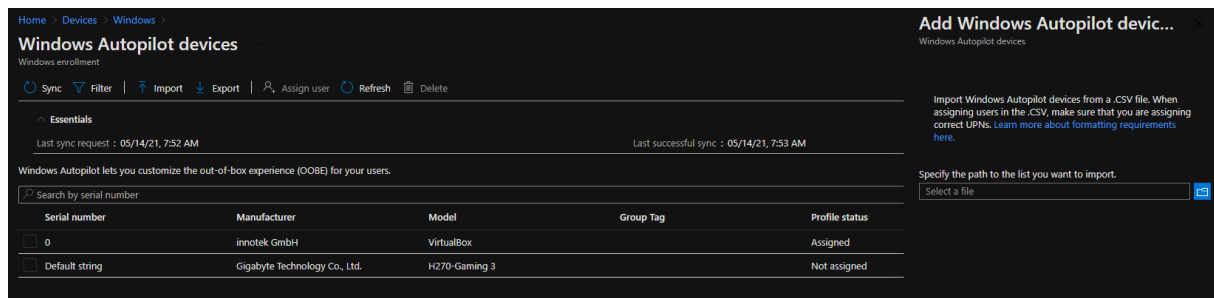 Home > Devices > Windows >
Windows Autopilot devices
Windows enrollment
Sync Filter Import Export Assign user Refresh Delete
Essentials
Last sync request : 05/14/21, 7:52 AM Last successful sync : 05/14/21, 7:53 AM
Windows Autopilot lets you customize the out-of-box experience (OOBE) for your users.
Search by serial number
Serial number Manufacturer Model Group Tag Profile status
0 innotek GmbH VirtualBox Assigned
Default string Gigabyte Technology Co., Ltd. H270-Gaming 3 Not assigned
Add Windows Autopilot devic...
Windows Autopilot devices
Import Windows Autopilot devices from a .CSV file. When
assigning users in the .CSV, make sure that you are assigning
correct UPNs. Learn more about formatting requirements
here.
Specify the path to the list you want to import.
Select a file